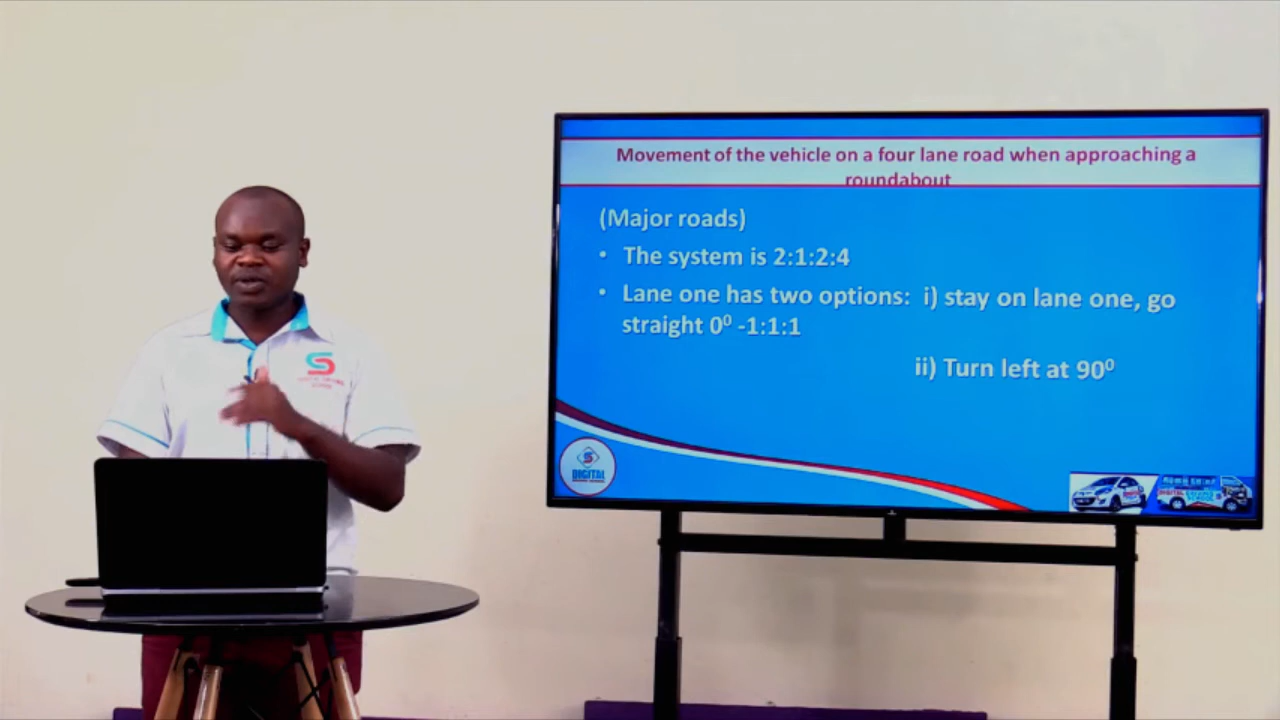 Movement of the vehicle on a four lane road when approaching a
roundabout
(Major roads)
• The system is 2:1:2:4
• Lane one has two options: i) stay on lane one, go
straight 0⁰ -1:1:1
ii) Turn left at 90⁰
DIGITAL